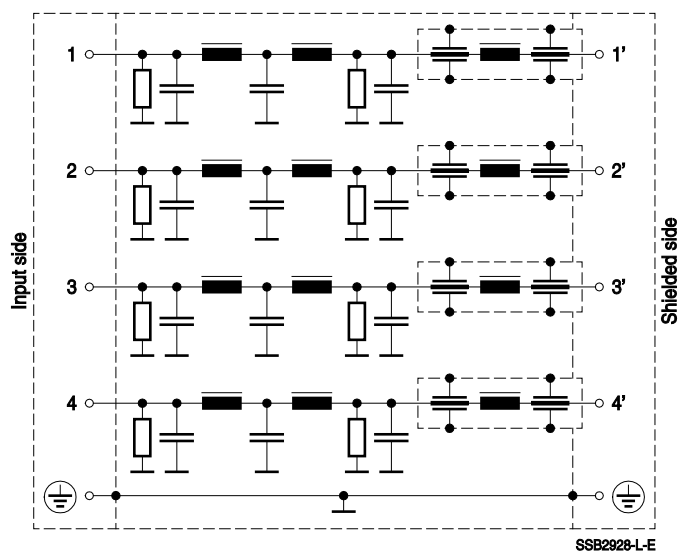 Input side
Shielded side
1 1'
2 2'
3 3'
4 4'
SSB2928-L-E